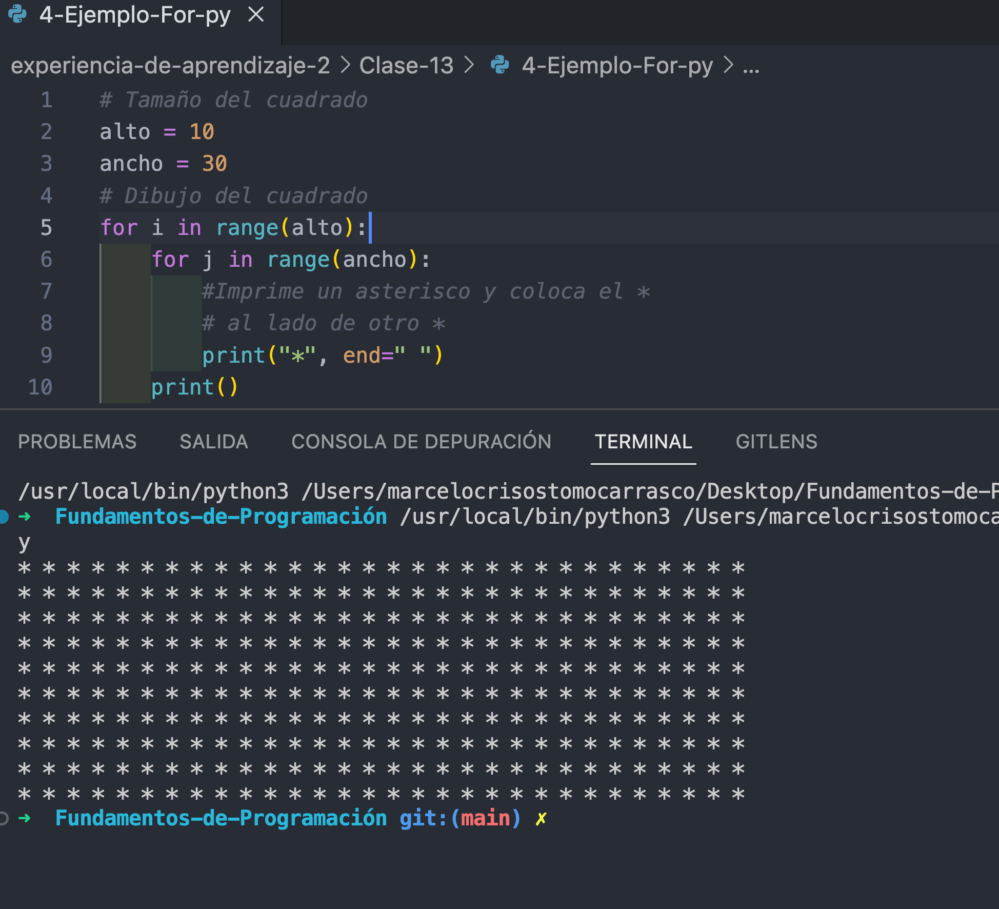 4-Ejemplo-For-py
experiencia-de-aprendizaje-2 > Clase-13 > 4-Ejemplo-For-py > ...
1 # Tamaño del cuadrado
2 alto = 10
3 ancho = 30
4 # Dibujo del cuadrado
5 for i in range(alto):
6 for j in range(ancho):
7 #Imprime un asterisco y coloca el *
8 # al lado de otro *
9 print("*", end=" ")
10 print()
PROBLEMAS SALIDA CONSOLA DE DEPURACIÓN TERMINAL GITLENS
/usr/local/bin/python3 /Users/marcelocrisostomocarrasco/Desktop/Fundamentos-de-P
➜ Fundamentos-de-Programación /usr/local/bin/python3 /Users/marcelocrisostomoca
y
* * * * * * * * * * * * * * * * * * * * * * * * * * * * * *
* * * * * * * * * * * * * * * * * * * * * * * * * * * * * *
* * * * * * * * * * * * * * * * * * * * * * * * * * * * * *
* * * * * * * * * * * * * * * * * * * * * * * * * * * * * *
* * * * * * * * * * * * * * * * * * * * * * * * * * * * * *
* * * * * * * * * * * * * * * * * * * * * * * * * * * * * *
* * * * * * * * * * * * * * * * * * * * * * * * * * * * * *
* * * * * * * * * * * * * * * * * * * * * * * * * * * * * *
* * * * * * * * * * * * * * * * * * * * * * * * * * * * * *
* * * * * * * * * * * * * * * * * * * * * * * * * * * * * *
➜ Fundamentos-de-Programación git:(main) ✗